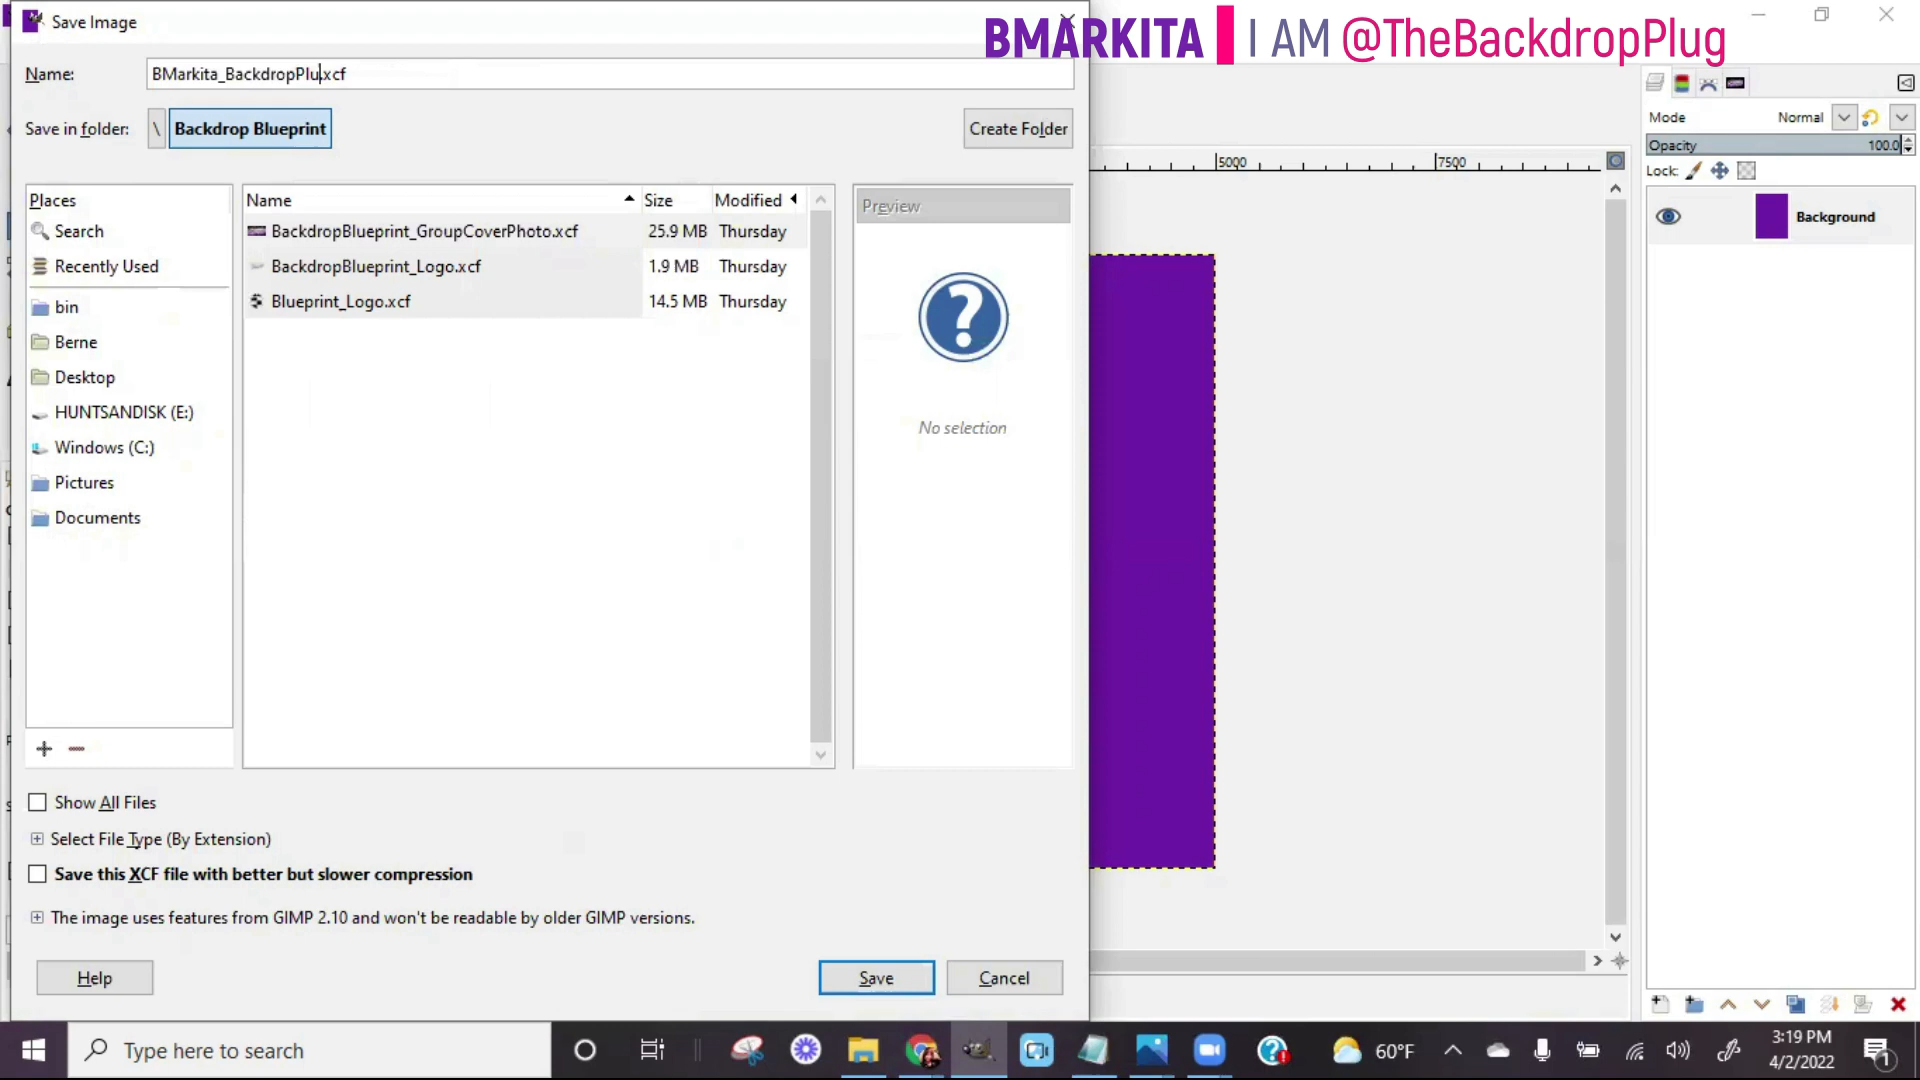 Save Image
BMARKITA I AM @TheBackdropPlug
Name: BMarkita_BackdropPlu.xcf
Save in folder: \ Backdrop Blueprint Create Folder
Mode Normal
Opacity 100.0
Lock:
5000 7500
Places
Search
Recently Used
bin
Berne
Desktop
HUNTSANDISK (E:)
Windows (C:)
Pictures
Documents
Name Size Modified
BackdropBlueprint_GroupCoverPhoto.xcf 25.9 MB Thursday
BackdropBlueprint_Logo.xcf 1.9 MB Thursday
Blueprint_Logo.xcf 14.5 MB Thursday
Preview
No selection
Background
Show All Files
Select File Type (By Extension)
Save this XCF file with better but slower compression
The image uses features from GIMP 2.10 and won't be readable by older GIMP versions.
Help Save Cancel
Type here to search
60°F
3:19 PM
4/2/2022
1